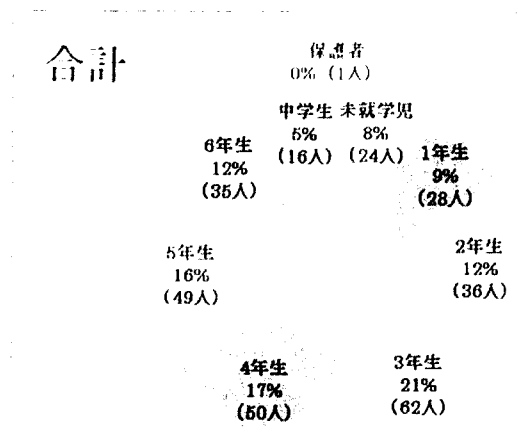 合計
保護者
0% (1人)
中学生
5%
(16人)
未就学児
8%
(24人)
1年生
9%
(28人)
2年生
12%
(36人)
3年生
21%
(62人)
4年生
17%
(50人)
5年生
16%
(49人)
6年生
12%
(35人)